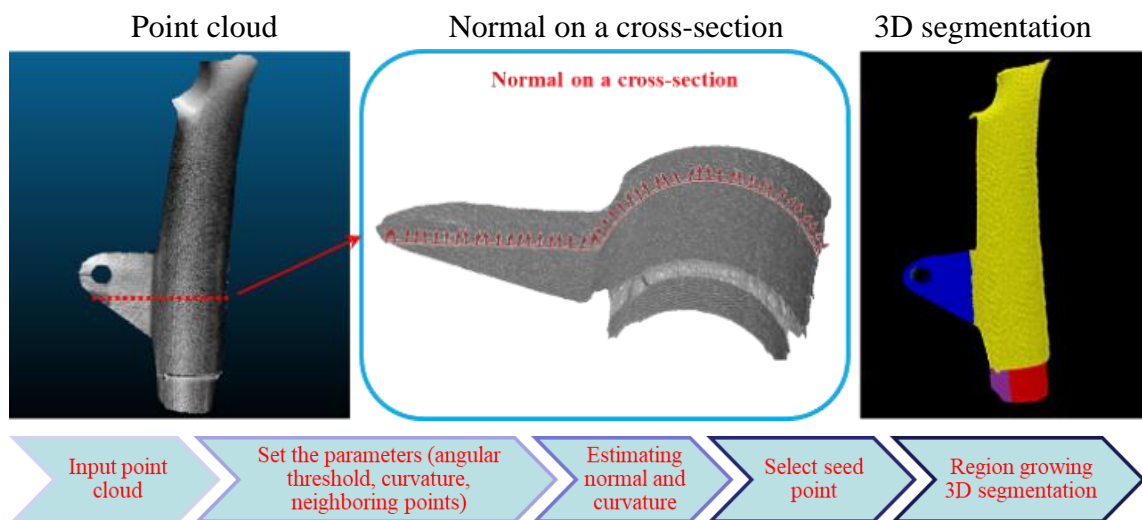 Point cloud
Normal on a cross-section
3D segmentation
Normal on a cross-section
Input point
cloud
Set the parameters (angular
threshold, curvature,
neighboring points)
Estimating
normal and
curvature
Select seed
point
Region growing
3D segmentation